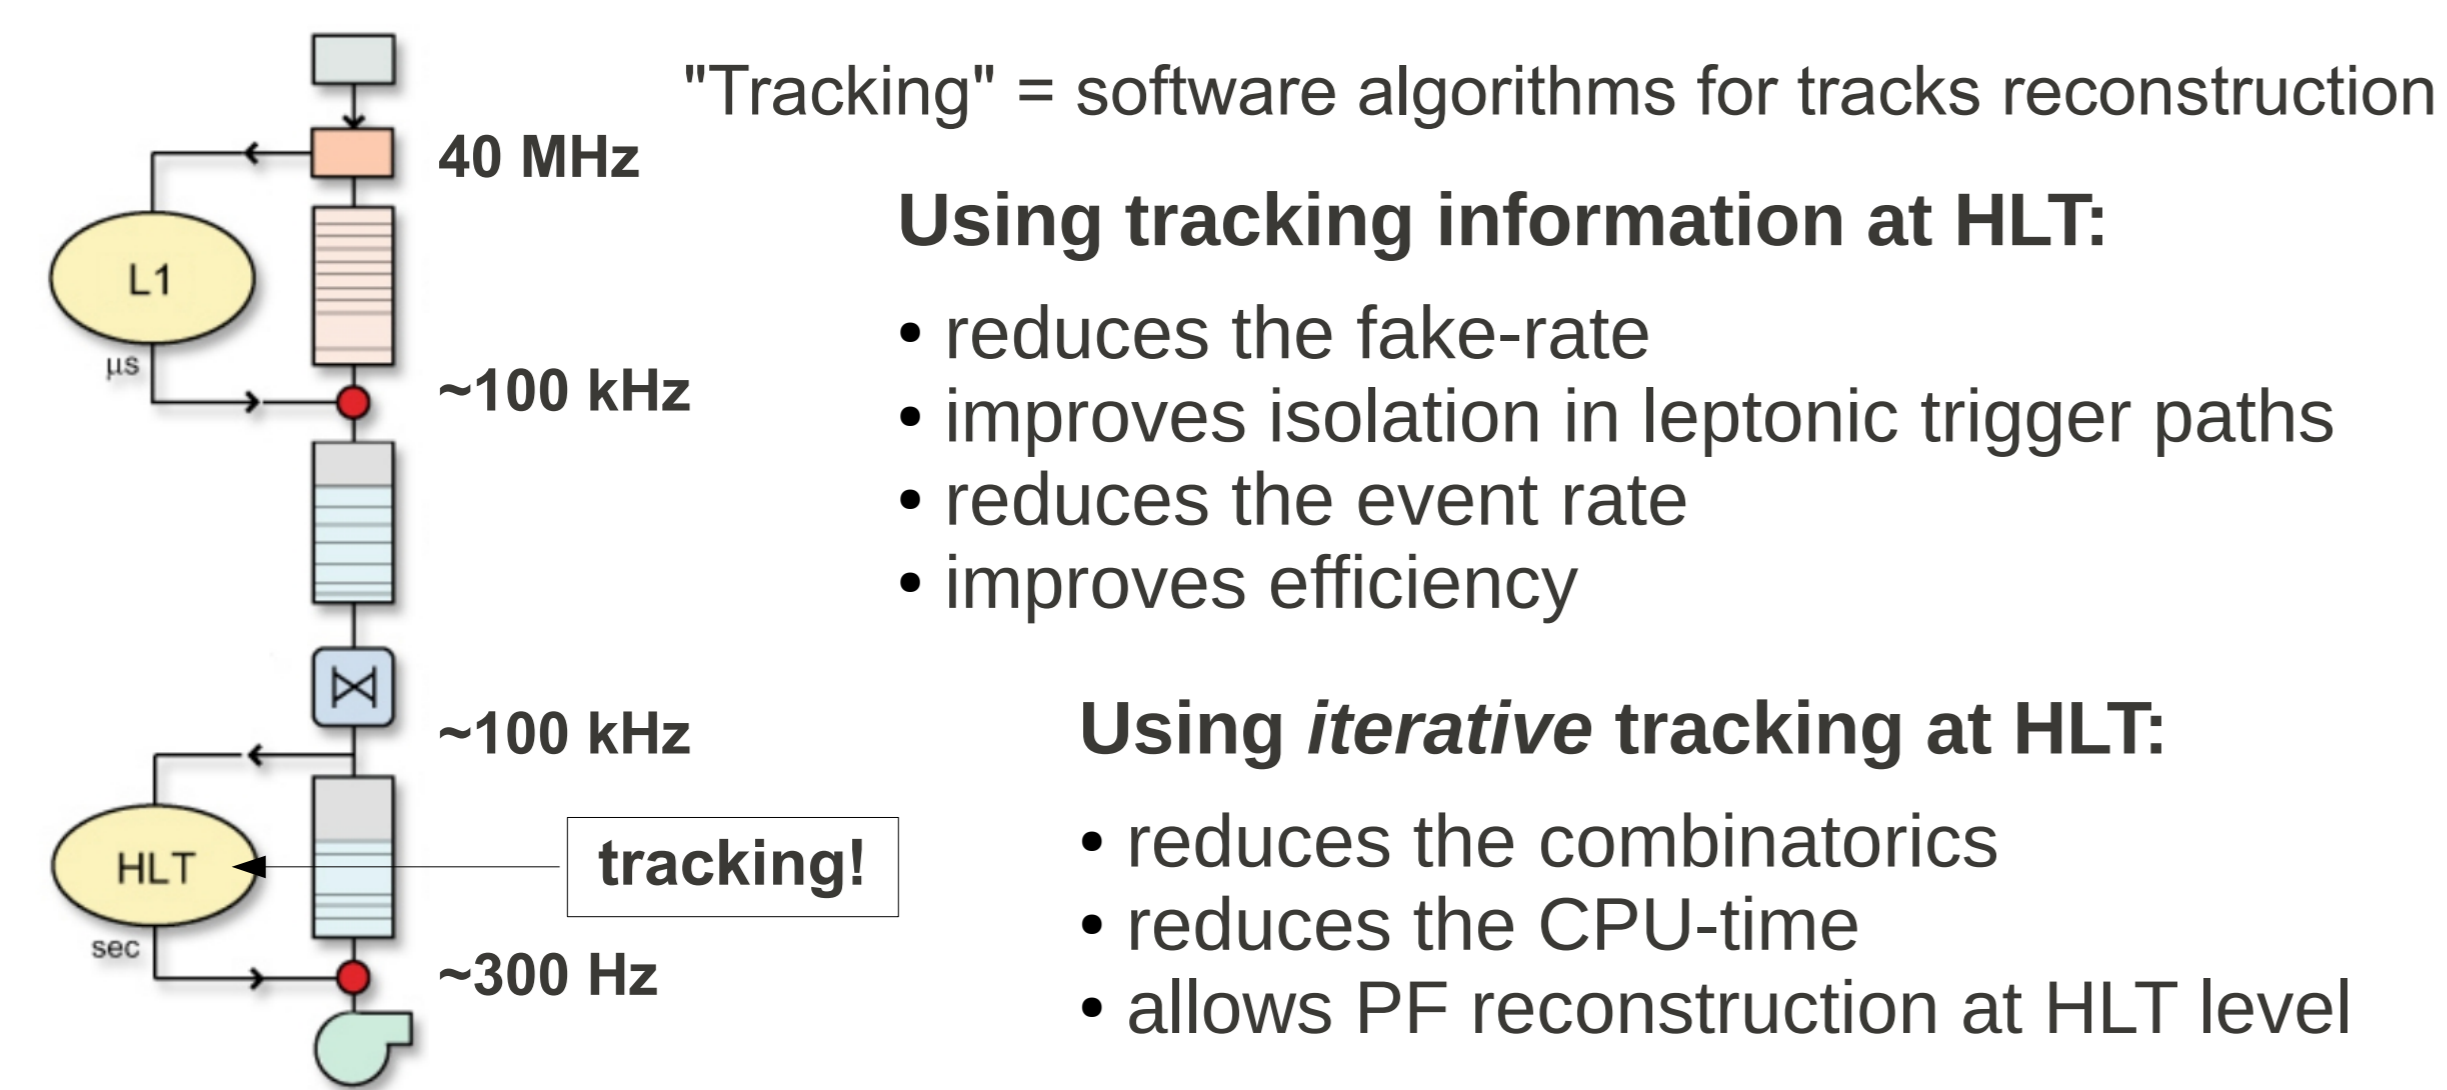 "Tracking" = software algorithms for tracks reconstruction
40 MHz
L1
µs
~100 kHz
~100 kHz
HLT
tracking!
sec
~300 Hz
Using tracking information at HLT:
• reduces the fake-rate
• improves isolation in leptonic trigger paths
• reduces the event rate
• improves efficiency
Using iterative tracking at HLT:
• reduces the combinatorics
• reduces the CPU-time
• allows PF reconstruction at HLT level